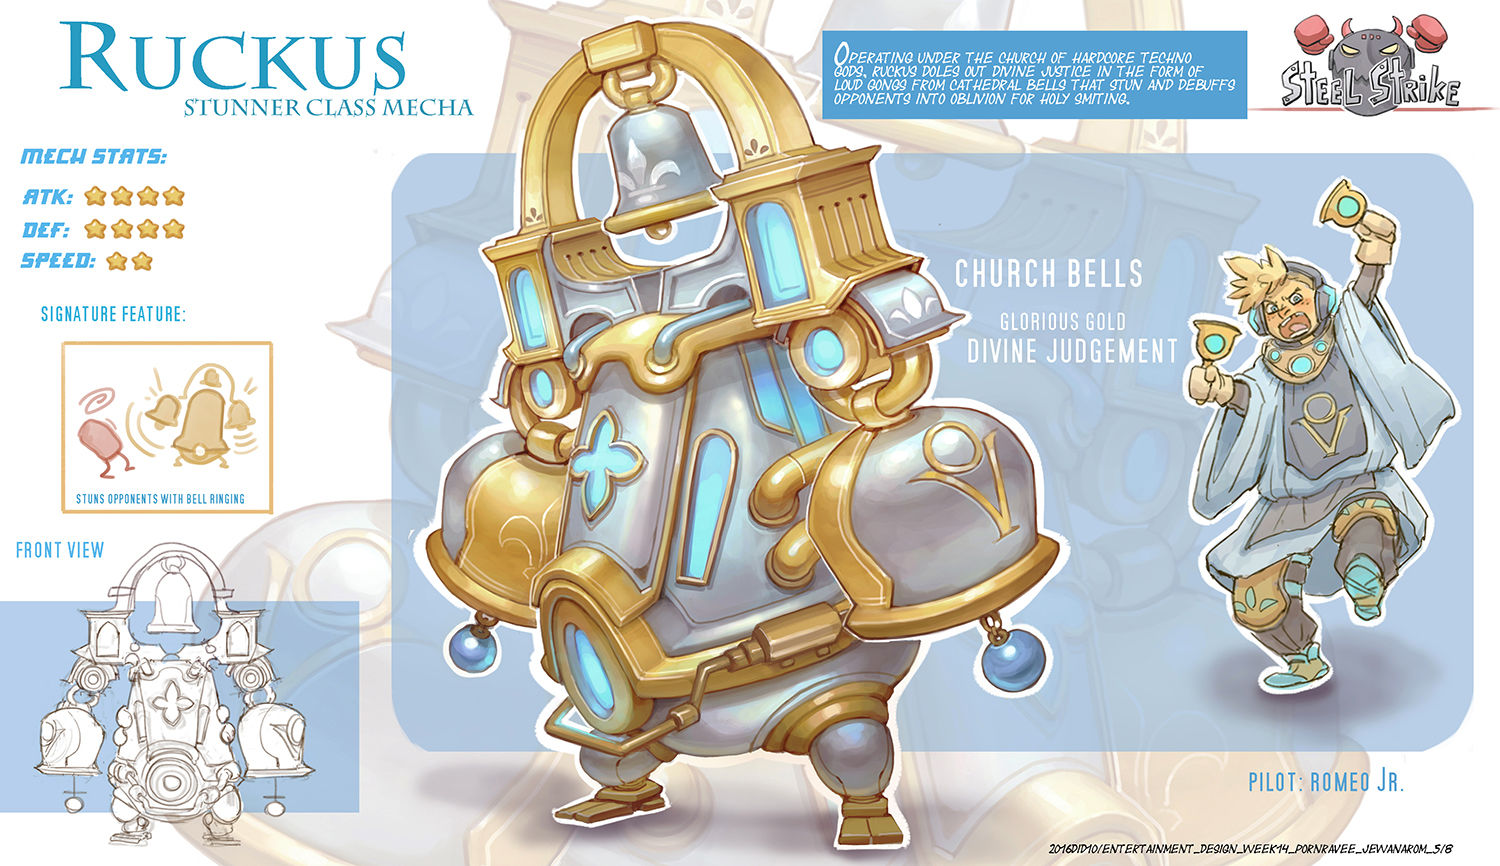 RUCKUS
STUNNER CLASS MECHA
OPERATING UNDER THE CHURCH OF HARDCORE TECHNO
GODS, RUCKUS DOLES OUT DIVINE JUSTICE IN THE FORM OF
LOUD GONGS FROM CATHEDRAL BELLS THAT STUN AND DEBUFFS
OPPONENTS INTO OBLIVION FOR HOLY SMITING.
STEEL STRIKE
MECH STATS:
ATK:
DEF:
SPEED:
SIGNATURE FEATURE:
STUNS OPPONENTS WITH BELL RINGING
FRONT VIEW
CHURCH BELLS
GLORIOUS GOLD
DIVINE JUDGEMENT
PILOT: ROMEO JR.
2016DID10/ENTERTAINMENT_DESIGN_WEEK14_PORNRAVEE_JEWANAROM_5/8